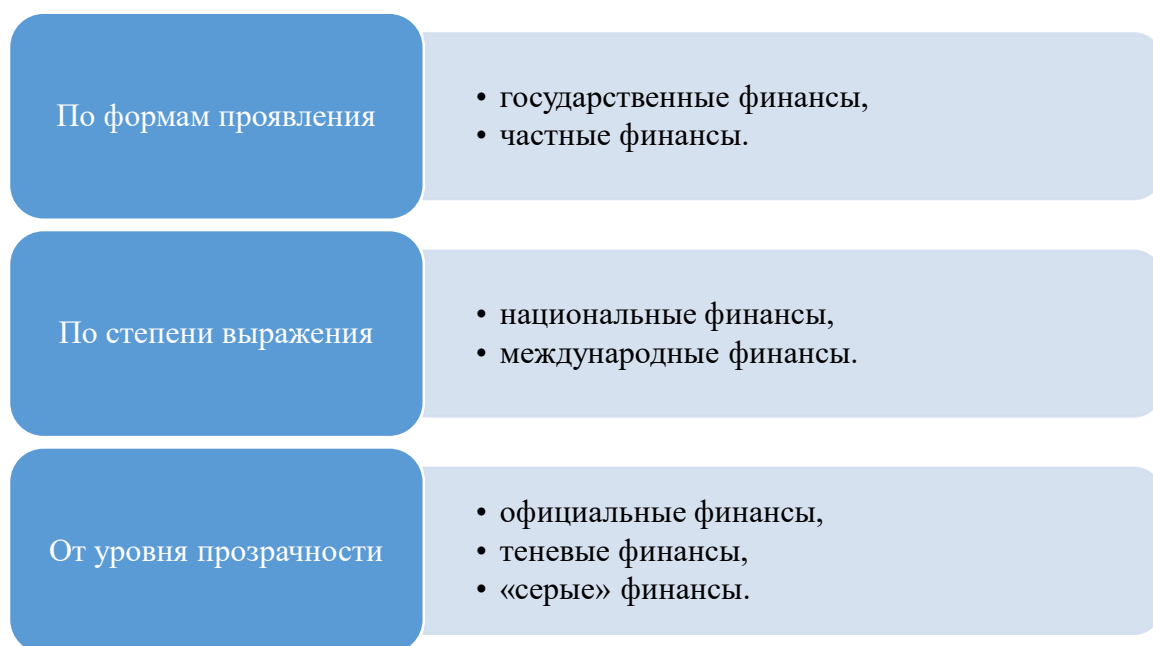 По формам проявления
• государственные финансы,
• частные финансы.
По степени выражения
• национальные финансы,
• международные финансы.
От уровня прозрачности
• официальные финансы,
• теневые финансы,
• «серые» финансы.